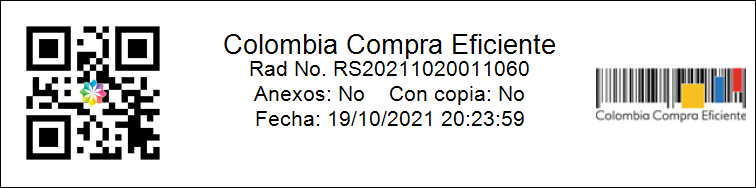 Colombia Compra Eficiente
Rad No. RS20211020011060
Anexos: No    Con copia: No
Fecha: 19/10/2021 20:23:59
Colombia Compra Eficiente